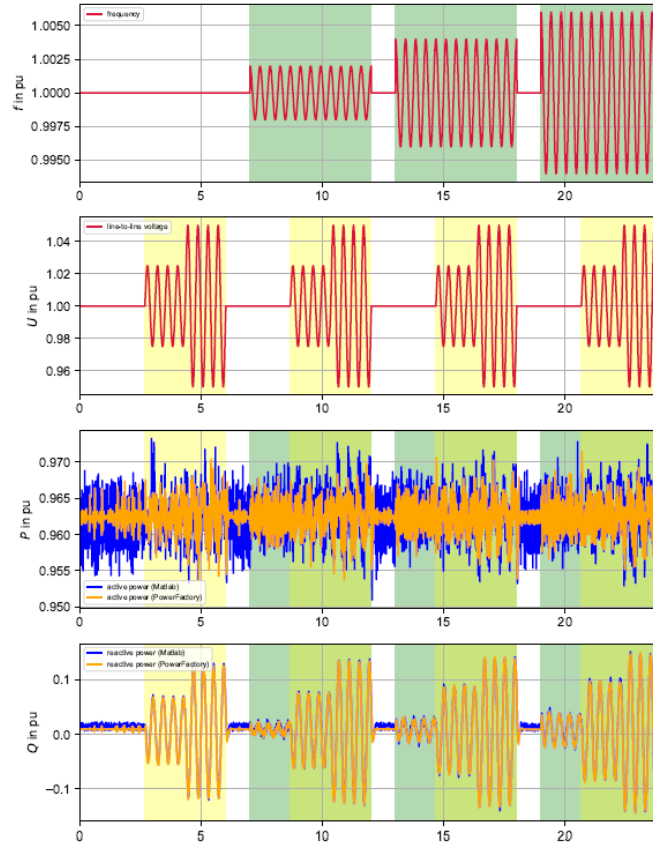 frequency
1.0050
1.0025
1.0000
0.9975
0.9950
f in pu
0 5 10 15 20
line-to-line voltage
1.04
1.02
1.00
0.98
0.96
U in pu
0 5 10 15 20
0.970
0.965
0.960
0.955
0.950
P in pu
active power (Matlab)
active power (PowerFactory)
0 5 10 15 20
reactive power (Matlab)
reactive power (PowerFactory)
0.1
0.0
−0.1
Q in pu
0 5 10 15 20